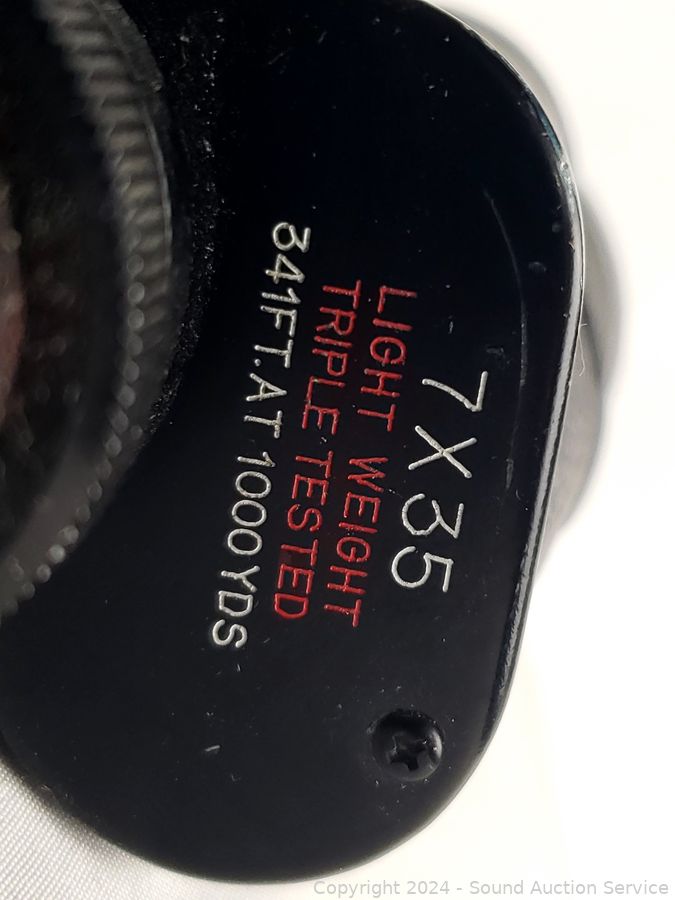 7X35
LIGHT WEIGHT
TRIPLE TESTED
341FT.AT 1000YDS
Copyright 2024 - Sound Auction Service